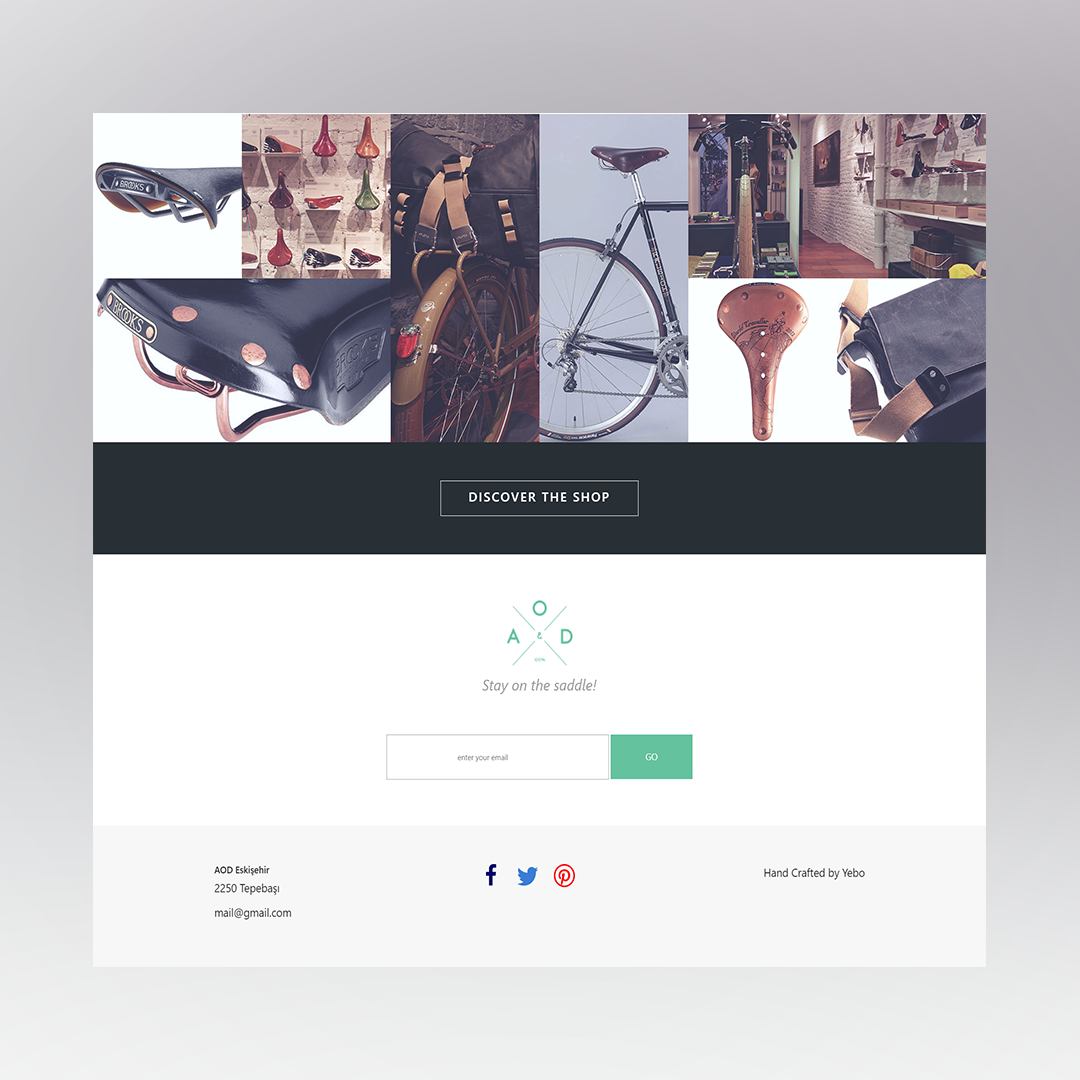 BROOKS
BROOKS
BROOKS
DISCOVER THE SHOP
O
A & D
Stay on the saddle!
enter your email
GO
AOD Eskişehir
2250 Tepebaşı
mail@gmail.com
Hand Crafted by Yebo